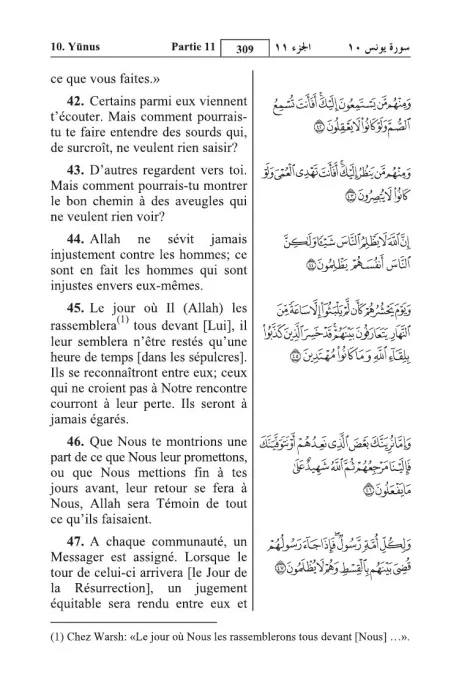 10. Yūnus Partie 11 309 الجزء ١١ سورة يونس ١٠
ce que vous faites.»
42. Certains parmi eux viennent
t’écouter. Mais comment pourrais-
tu te faire entendre des sourds qui,
de surcroît, ne veulent rien saisir?
43. D’autres regardent vers toi.
Mais comment pourrais-tu montrer
le bon chemin à des aveugles qui
ne veulent rien voir?
44. Allah ne sévit jamais
injustement contre les hommes; ce
sont en fait les hommes qui sont
injustes envers eux-mêmes.
45. Le jour où Il (Allah) les
rassemblera(1) tous devant [Lui], il
leur semblera n’être restés qu’une
heure de temps [dans les sépulcres].
Ils se reconnaîtront entre eux; ceux
qui ne croient pas à Notre rencontre
courront à leur perte. Ils seront à
jamais égarés.
46. Que Nous te montrions une
part de ce que Nous leur promettons,
ou que Nous mettions fin à tes
jours avant, leur retour se fera à
Nous, Allah sera Témoin de tout
ce qu’ils faisaient.
47. A chaque communauté, un
Messager est assigné. Lorsque le
tour de celui-ci arrivera [le Jour de
la Résurrection], un jugement
équitable sera rendu entre eux et
وَمِنْهُم مَّن يَسْتَمِعُونَ إِلَيْكَ ۚ أَفَأَنتَ تُسْمِعُ
الصُّمَّ وَلَوْ كَانُوا لَا يَعْقِلُونَ ٤٢
وَمِنْهُم مَّن يَنظُرُ إِلَيْكَ ۚ أَفَأَنتَ تَهْدِي الْعُمْيَ وَلَوْ
كَانُوا لَا يُبْصِرُونَ ٤٣
إِنَّ اللَّهَ لَا يَظْلِمُ النَّاسَ شَيْئًا وَلَٰكِنَّ
النَّاسَ أَنفُسَهُمْ يَظْلِمُونَ ٤٤
وَيَوْمَ يَحْشُرُهُمْ كَأَن لَّمْ يَلْبَثُوا إِلَّا سَاعَةً مِّنَ
النَّهَارِ يَتَعَارَفُونَ بَيْنَهُمْ ۚ قَدْ خَسِرَ الَّذِينَ كَذَّبُوا
بِلِقَاءِ اللَّهِ وَمَا كَانُوا مُهْتَدِينَ ٤٥
وَإِمَّا نُرِيَنَّكَ بَعْضَ الَّذِي نَعِدُهُمْ أَوْ نَتَوَفَّيَنَّكَ
فَإِلَيْنَا مَرْجِعُهُمْ ثُمَّ اللَّهُ شَهِيدٌ عَلَىٰ
مَا يَفْعَلُونَ ٤٦
وَلِكُلِّ أُمَّةٍ رَّسُولٌ ۖ فَإِذَا جَاءَ رَسُولُهُمْ
قُضِيَ بَيْنَهُم بِالْقِسْطِ وَهُمْ لَا يُظْلَمُونَ ٤٧
(1) Chez Warsh: «Le jour où Nous les rassemblerons tous devant [Nous] …».